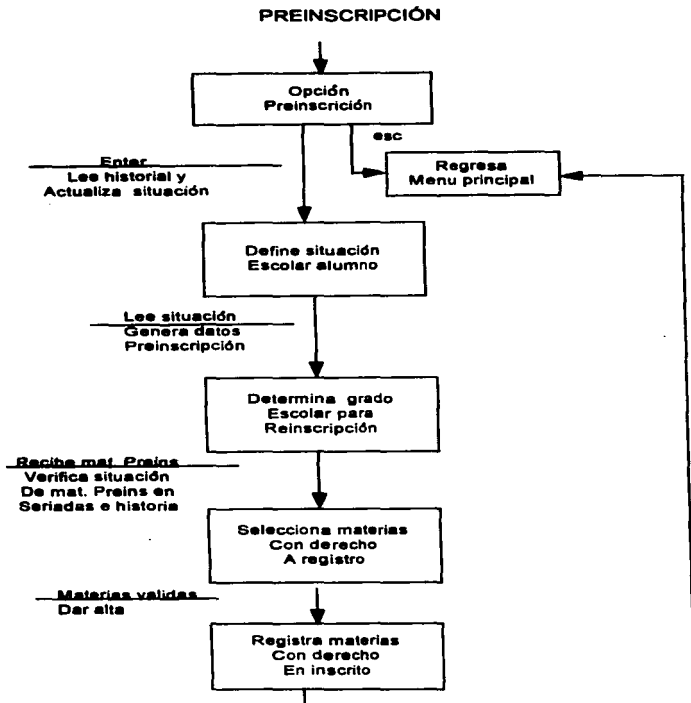 PREINSCRIPCIÓN
Opción
Preinscrición
esc
Enter
Lee historial y
Actualiza situación
Regresa
Menu principal
Define situación
Escolar alumno
Lee situación
Genera datos
Preinscripción
Determina grado
Escolar para
Reinscripción
Recibe mat. Preins
Verifica situación
De mat. Preins en
Seriadas e historia
Selecciona materias
Con derecho
A registro
Materias validas
Dar alta
Registra materias
Con derecho
En inscrito